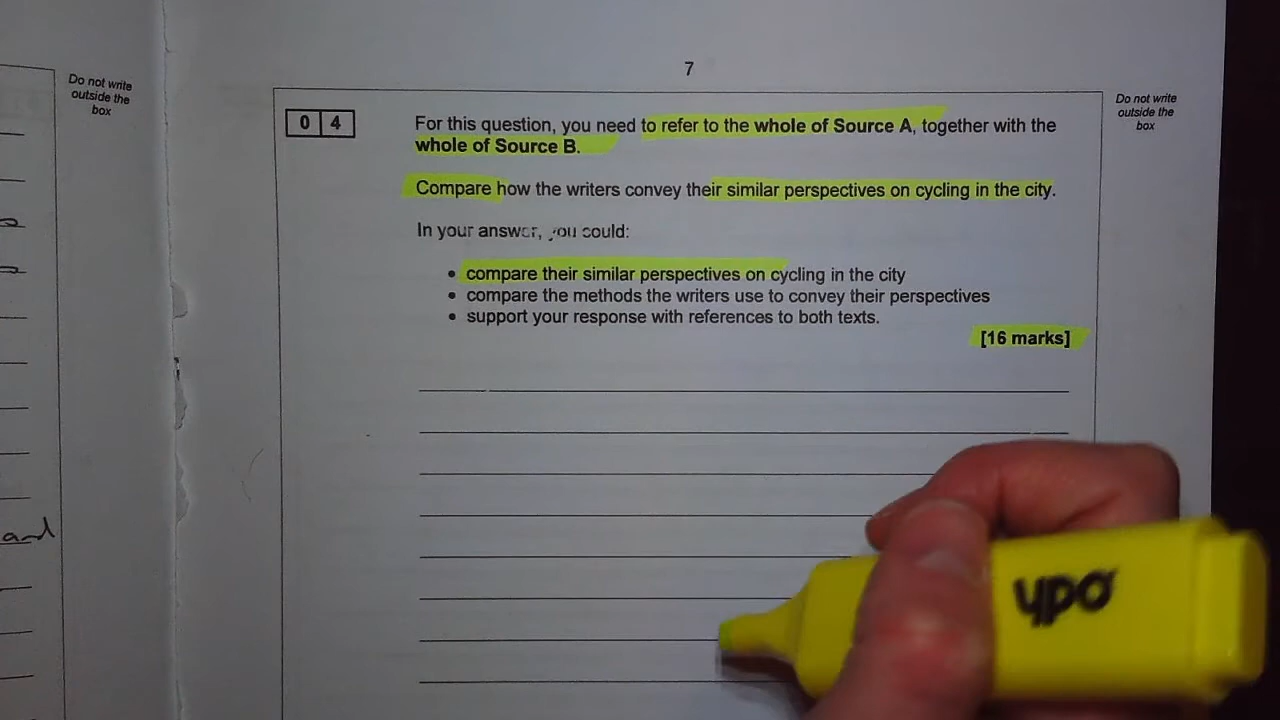 7
Do not write
outside the
box
Do not write
outside the
box
0 4
For this question, you need to refer to the whole of Source A, together with the
whole of Source B.
Compare how the writers convey their similar perspectives on cycling in the city.
In your answer, you could:
• compare their similar perspectives on cycling in the city
• compare the methods the writers use to convey their perspectives
• support your response with references to both texts.
[16 marks]
and
ypo